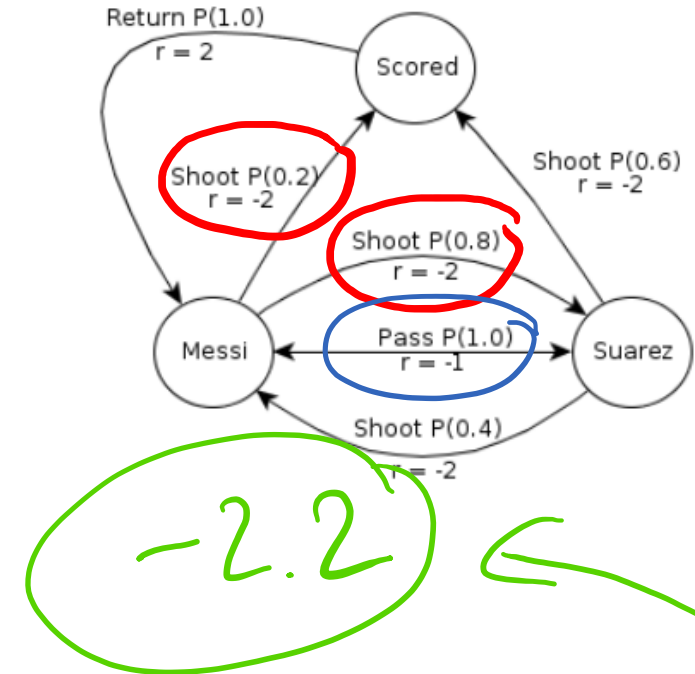 Return P(1.0)
r = 2
Scored
Shoot P(0.2)
r = -2
Shoot P(0.6)
r = -2
Shoot P(0.8)
r = -2
Messi
Pass P(1.0)
r = -1
Suarez
Shoot P(0.4)
r = -2
-2.2